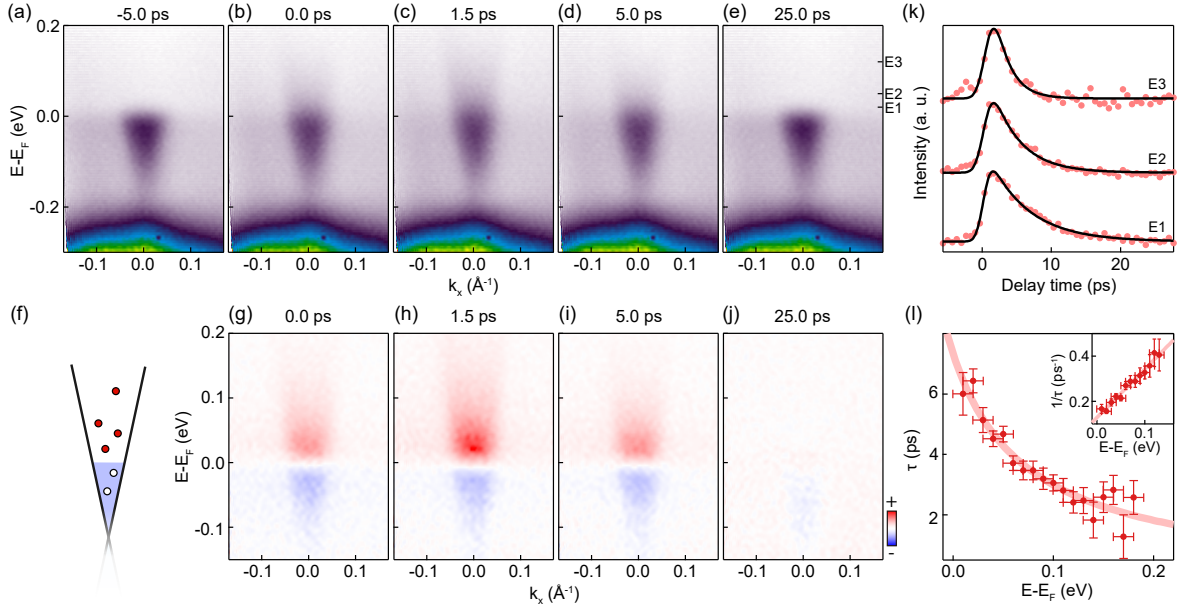 (a) -5.0 ps (b) 0.0 ps (c) 1.5 ps (d) 5.0 ps (e) 25.0 ps (k)
0.2
0.0
-0.2
E-E_F (eV)
E3
E2
E1
-0.1 0.0 0.1 -0.1 0.0 0.1 -0.1 0.0 0.1 -0.1 0.0 0.1 -0.1 0.0 0.1
k_x (Å⁻¹)
Intensity (a. u.)
E3
E2
E1
0 10 20
Delay time (ps)
(f) (g) 0.0 ps (h) 1.5 ps (i) 5.0 ps (j) 25.0 ps (l)
0.2
0.1
0.0
-0.1
E-E_F (eV)
+
-
-0.1 0.0 0.1 -0.1 0.0 0.1 -0.1 0.0 0.1 -0.1 0.0 0.1
k_x (Å⁻¹)
6
4
2
τ (ps)
0.4
0.2
1/τ (ps⁻¹)
0.0 0.1
E-E_F (eV)
0.0 0.1 0.2
E-E_F (eV)